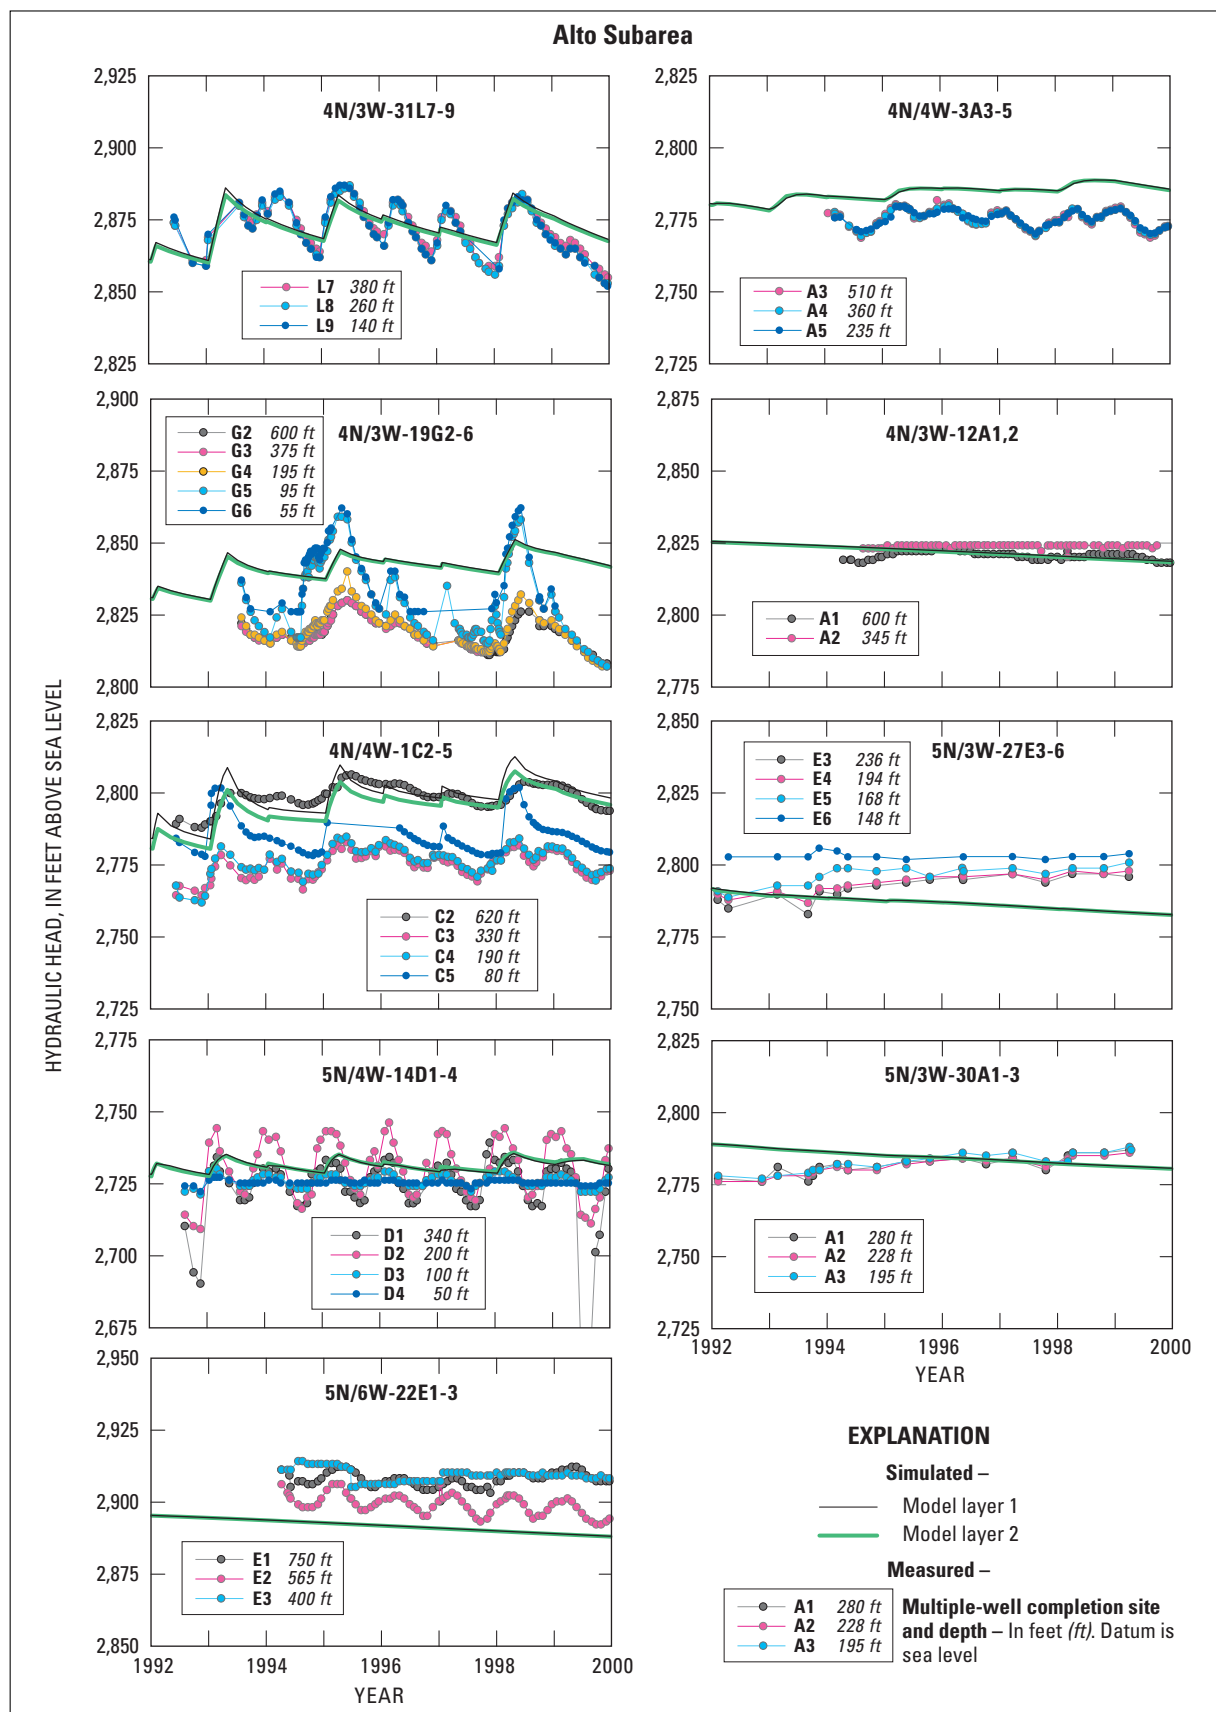 Alto Subarea
HYDRAULIC HEAD, IN FEET ABOVE SEA LEVEL
4N/3W-31L7-9
2,925
2,900
2,875
2,850
2,825
L7 380 ft
L8 260 ft
L9 140 ft
4N/4W-3A3-5
2,825
2,800
2,775
2,750
2,725
A3 510 ft
A4 360 ft
A5 235 ft
4N/3W-19G2-6
2,900
2,875
2,850
2,825
2,800
G2 600 ft
G3 375 ft
G4 195 ft
G5 95 ft
G6 55 ft
4N/3W-12A1,2
2,875
2,850
2,825
2,800
2,775
A1 600 ft
A2 345 ft
4N/4W-1C2-5
2,825
2,800
2,775
2,750
2,725
C2 620 ft
C3 330 ft
C4 190 ft
C5 80 ft
5N/3W-27E3-6
2,850
2,825
2,800
2,775
2,750
E3 236 ft
E4 194 ft
E5 168 ft
E6 148 ft
5N/4W-14D1-4
2,775
2,750
2,725
2,700
2,675
D1 340 ft
D2 200 ft
D3 100 ft
D4 50 ft
5N/3W-30A1-3
2,825
2,800
2,775
2,750
2,725
A1 280 ft
A2 228 ft
A3 195 ft
1992 1994 1996 1998 2000
YEAR
5N/6W-22E1-3
2,950
2,925
2,900
2,875
2,850
E1 750 ft
E2 565 ft
E3 400 ft
1992 1994 1996 1998 2000
YEAR
EXPLANATION
Simulated –
Model layer 1
Model layer 2
Measured –
A1 280 ft
A2 228 ft
A3 195 ft
Multiple-well completion site
and depth – In feet (ft). Datum is
sea level